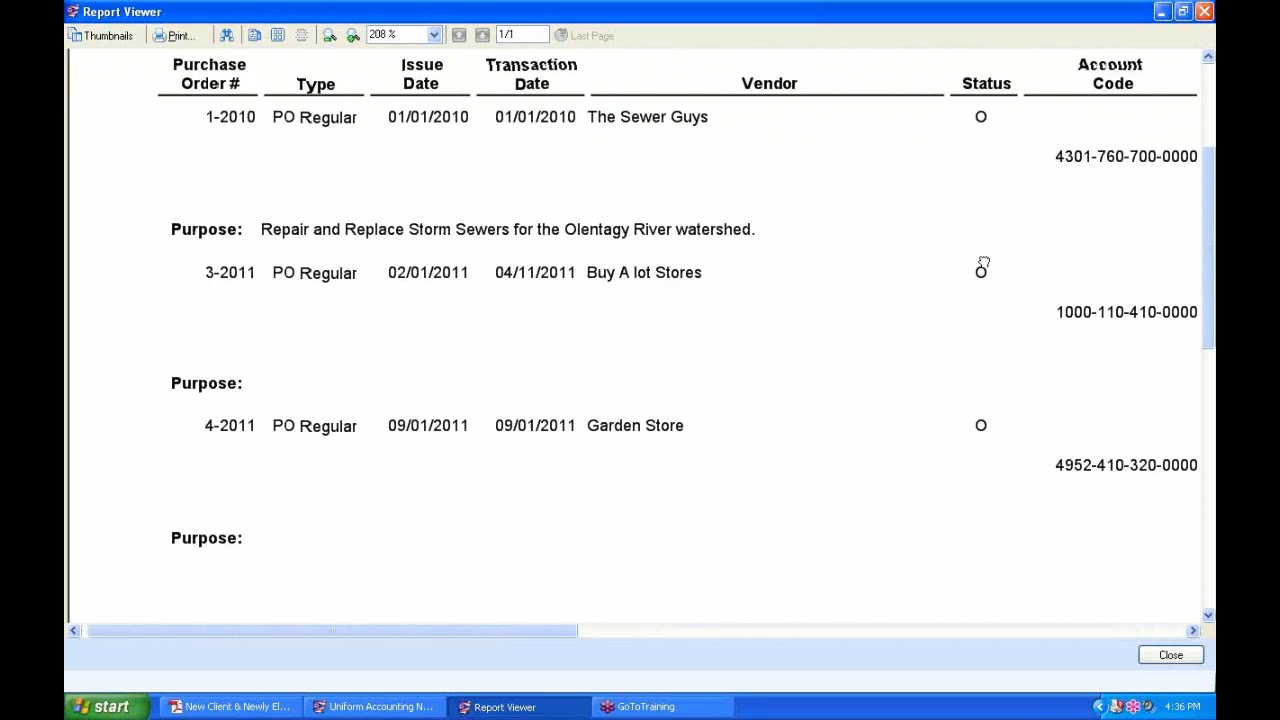 Report Viewer
Thumbnails Print... 208 % 1/1 Last Page
Purchase Order # Type Issue Date Transaction Date Vendor Status Account Code
1-2010 PO Regular 01/01/2010 01/01/2010 The Sewer Guys O
4301-760-700-0000
Purpose: Repair and Replace Storm Sewers for the Olentagy River watershed.
3-2011 PO Regular 02/01/2011 04/11/2011 Buy A lot Stores O
1000-110-410-0000
Purpose:
4-2011 PO Regular 09/01/2011 09/01/2011 Garden Store O
4952-410-320-0000
Purpose:
Close
start New Client & Newly El... Uniform Accounting N... Report Viewer GoToTraining 4:36 PM